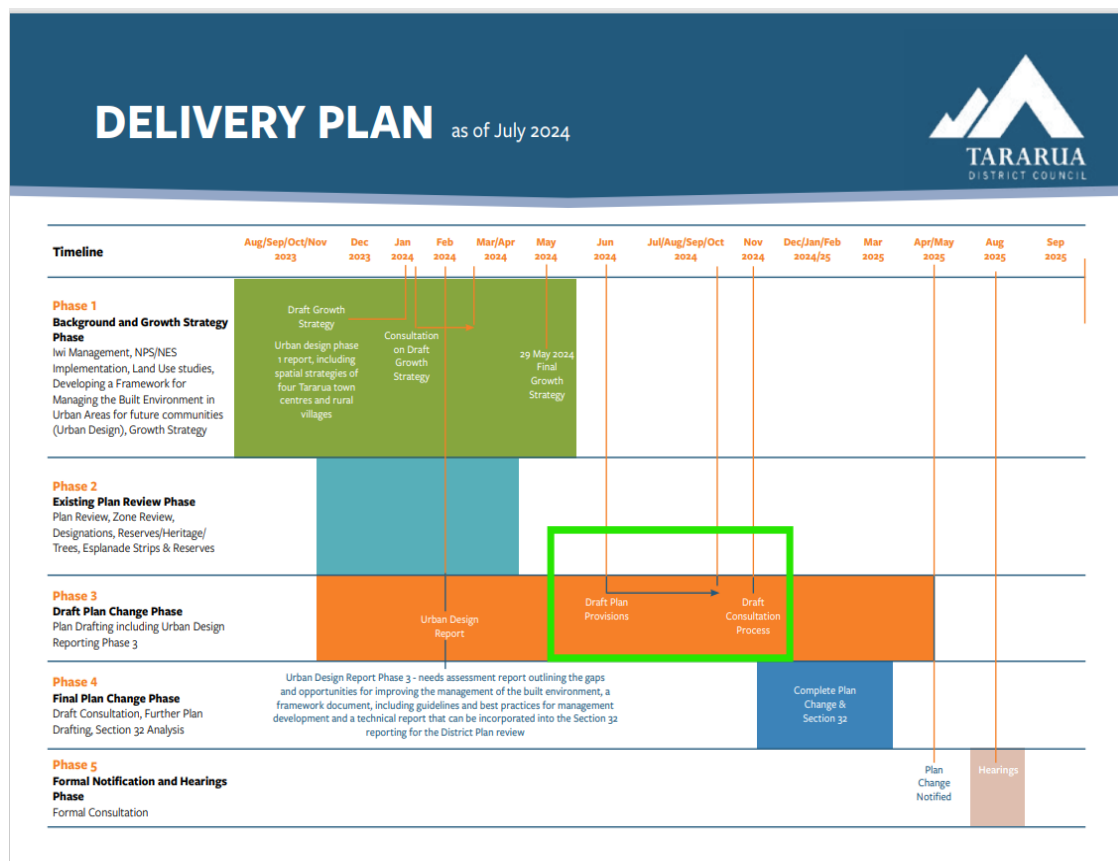 DELIVERY PLAN as of July 2024
TARARUA
DISTRICT COUNCIL
Timeline
Aug/Sep/Oct/Nov
2023
Dec
2023
Jan
2024
Feb
2024
Mar/Apr
2024
May
2024
Jun
2024
Jul/Aug/Sep/Oct
2024
Nov
2024
Dec/Jan/Feb
2024/25
Mar
2025
Apr/May
2025
Aug
2025
Sep
2025
Phase 1
Background and Growth Strategy
Phase
Iwi Management, NPS/NES
Implementation, Land Use studies,
Developing a Framework for
Managing the Built Environment in
Urban Areas for future communities
(Urban Design), Growth Strategy
Draft Growth
Strategy
Urban design phase
1 report, including
spatial strategies of
four Tararua town
centres and rural
villages
Consultation
on Draft
Growth
Strategy
29 May 2024
Final
Growth
Strategy
Phase 2
Existing Plan Review Phase
Plan Review, Zone Review,
Designations, Reserves/Heritage/
Trees, Esplanade Strips & Reserves
Phase 3
Draft Plan Change Phase
Plan Drafting including Urban Design
Reporting Phase 3
Urban Design
Report
Draft Plan
Provisions
Draft
Consultation
Process
Phase 4
Final Plan Change Phase
Draft Consultation, Further Plan
Drafting, Section 32 Analysis
Urban Design Report Phase 3 - needs assessment report outlining the gaps
and opportunities for improving the management of the built environment, a
framework document, including guidelines and best practices for management
development and a technical report that can be incorporated into the Section 32
reporting for the District Plan review
Complete Plan
Change &
Section 32
Phase 5
Formal Notification and Hearings
Phase
Formal Consultation
Plan
Change
Notified
Hearings